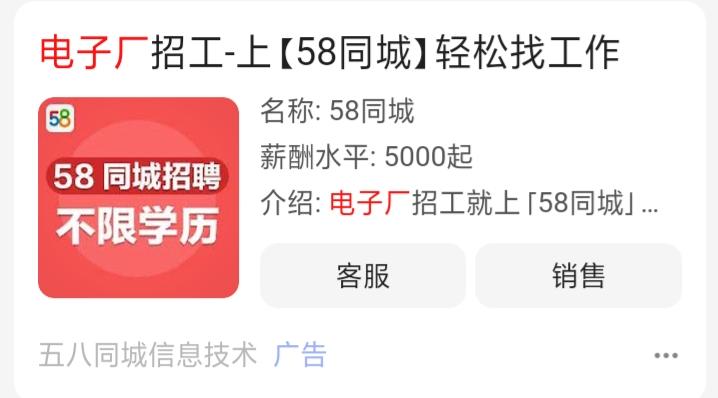 电子厂招工-上【58同城】轻松找工作
58
58 同城招聘
不限学历
名称: 58同城
薪酬水平: 5000起
介绍: 电子厂招工就上「58同城」...
客服
销售
五八同城信息技术 广告